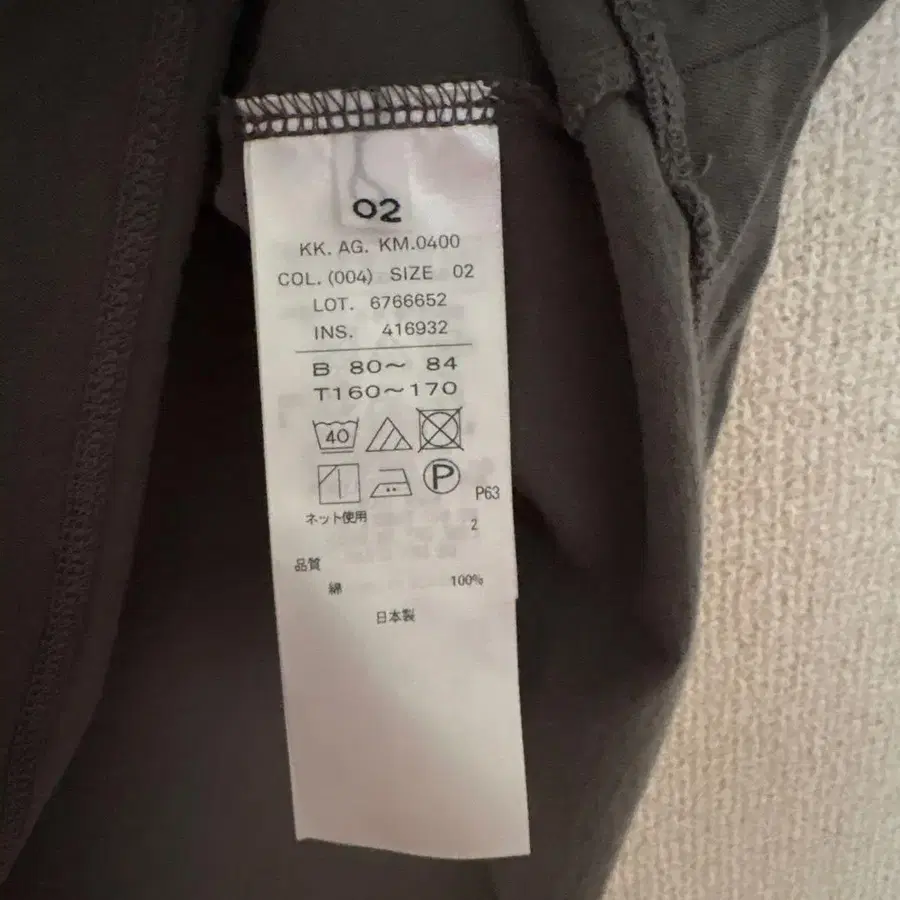 02
KK. AG. KM.0400
COL. (004) SIZE 02
LOT. 6766652
INS. 416932
B 80〜 84
T160〜170
40
P
P63
ネット使用
2
品質
綿 100%
日本製